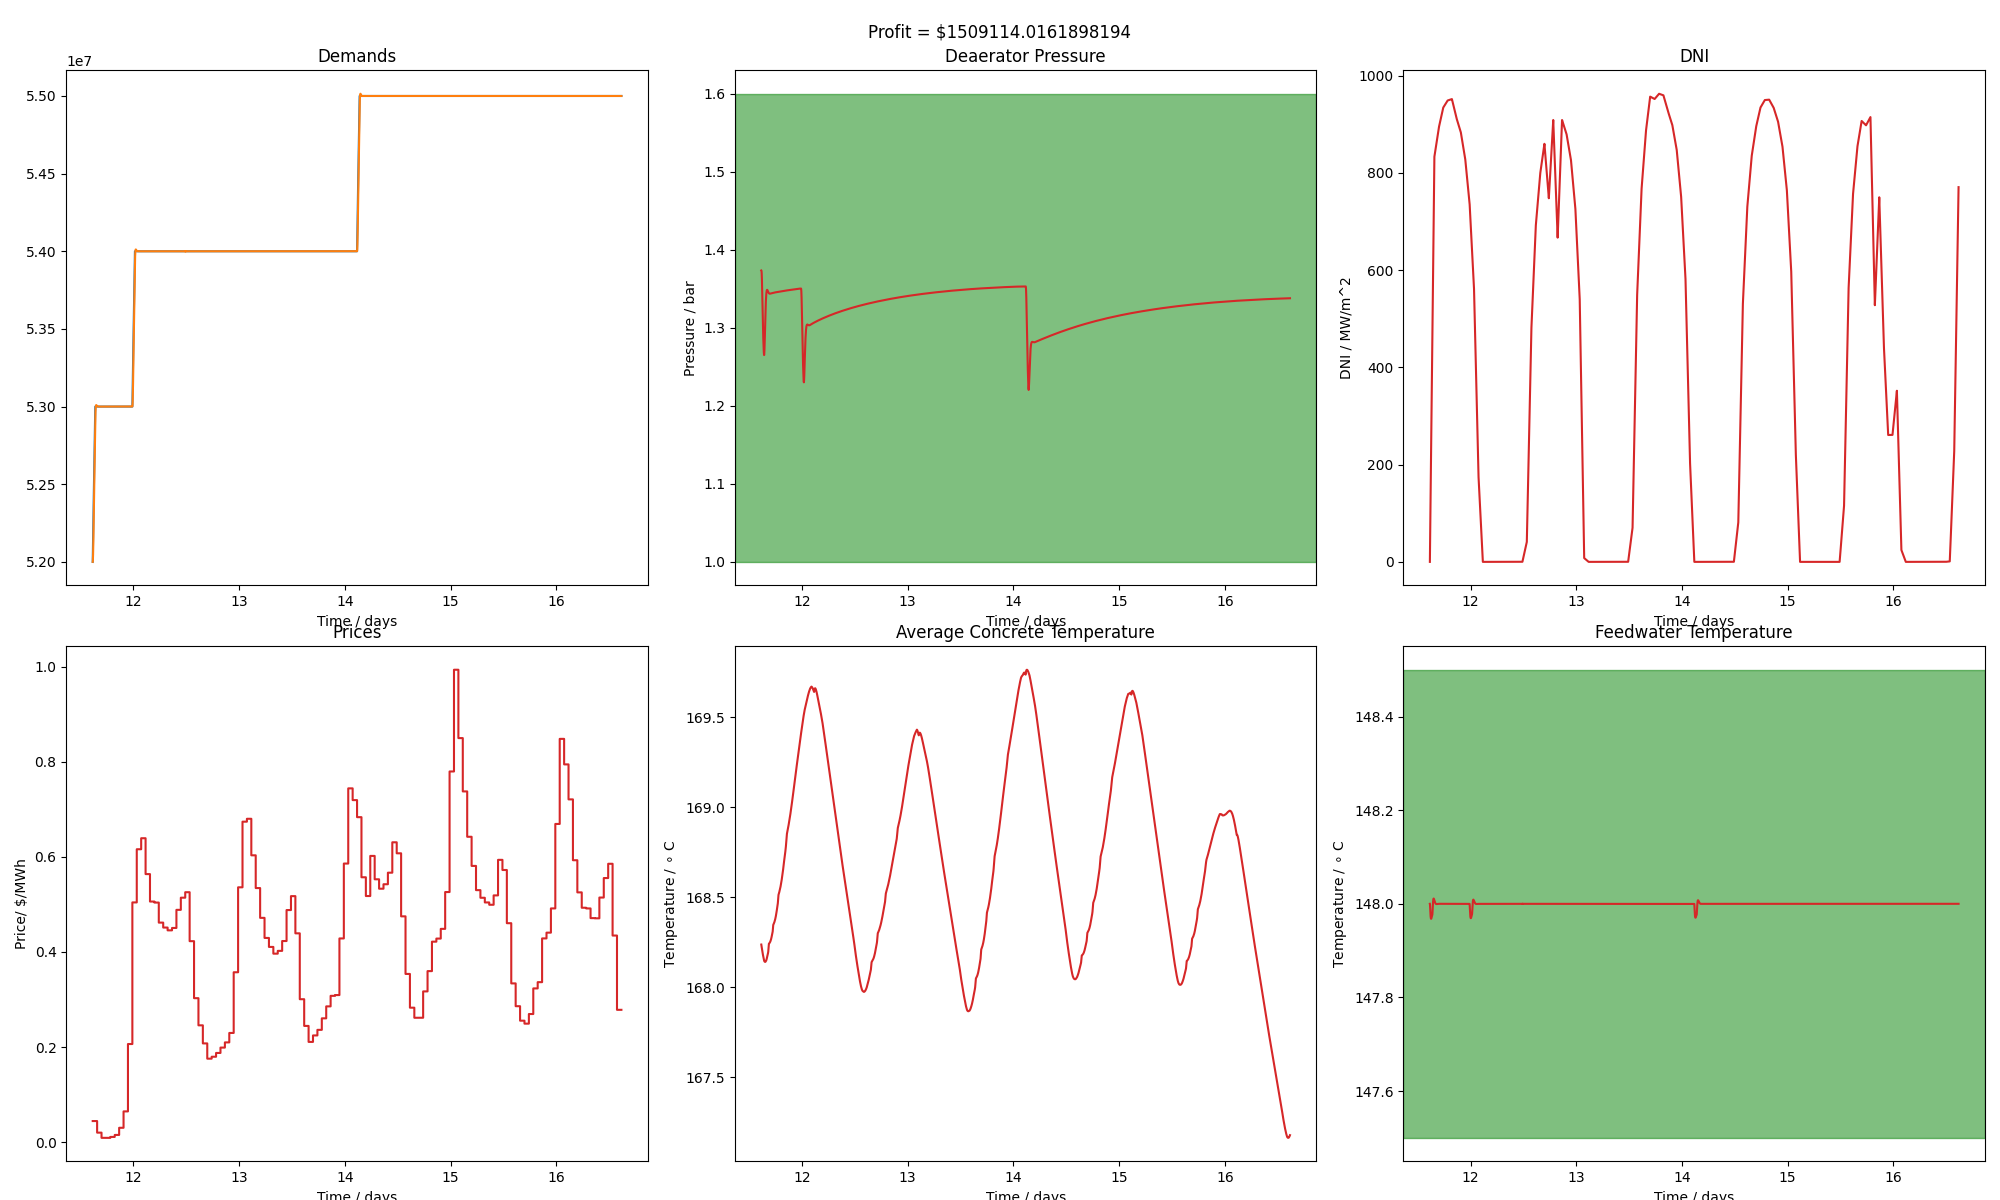 Profit = $1509114.0161898194
Demands
1e7
5.50
5.45
5.40
5.35
5.30
5.25
5.20
12 13 14 15 16
Time / days
Deaerator Pressure
Pressure / bar
1.6
1.5
1.4
1.3
1.2
1.1
1.0
12 13 14 15 16
Time / days
DNI
DNI / MW/m^2
1000
800
600
400
200
0
12 13 14 15 16
Time / days
Prices
Price/ $/MWh
1.0
0.8
0.6
0.4
0.2
0.0
12 13 14 15 16
Time / days
Average Concrete Temperature
Temperature / ∘ C
169.5
169.0
168.5
168.0
167.5
12 13 14 15 16
Time / days
Feedwater Temperature
Temperature / ∘ C
148.4
148.2
148.0
147.8
147.6
12 13 14 15 16
Time / days